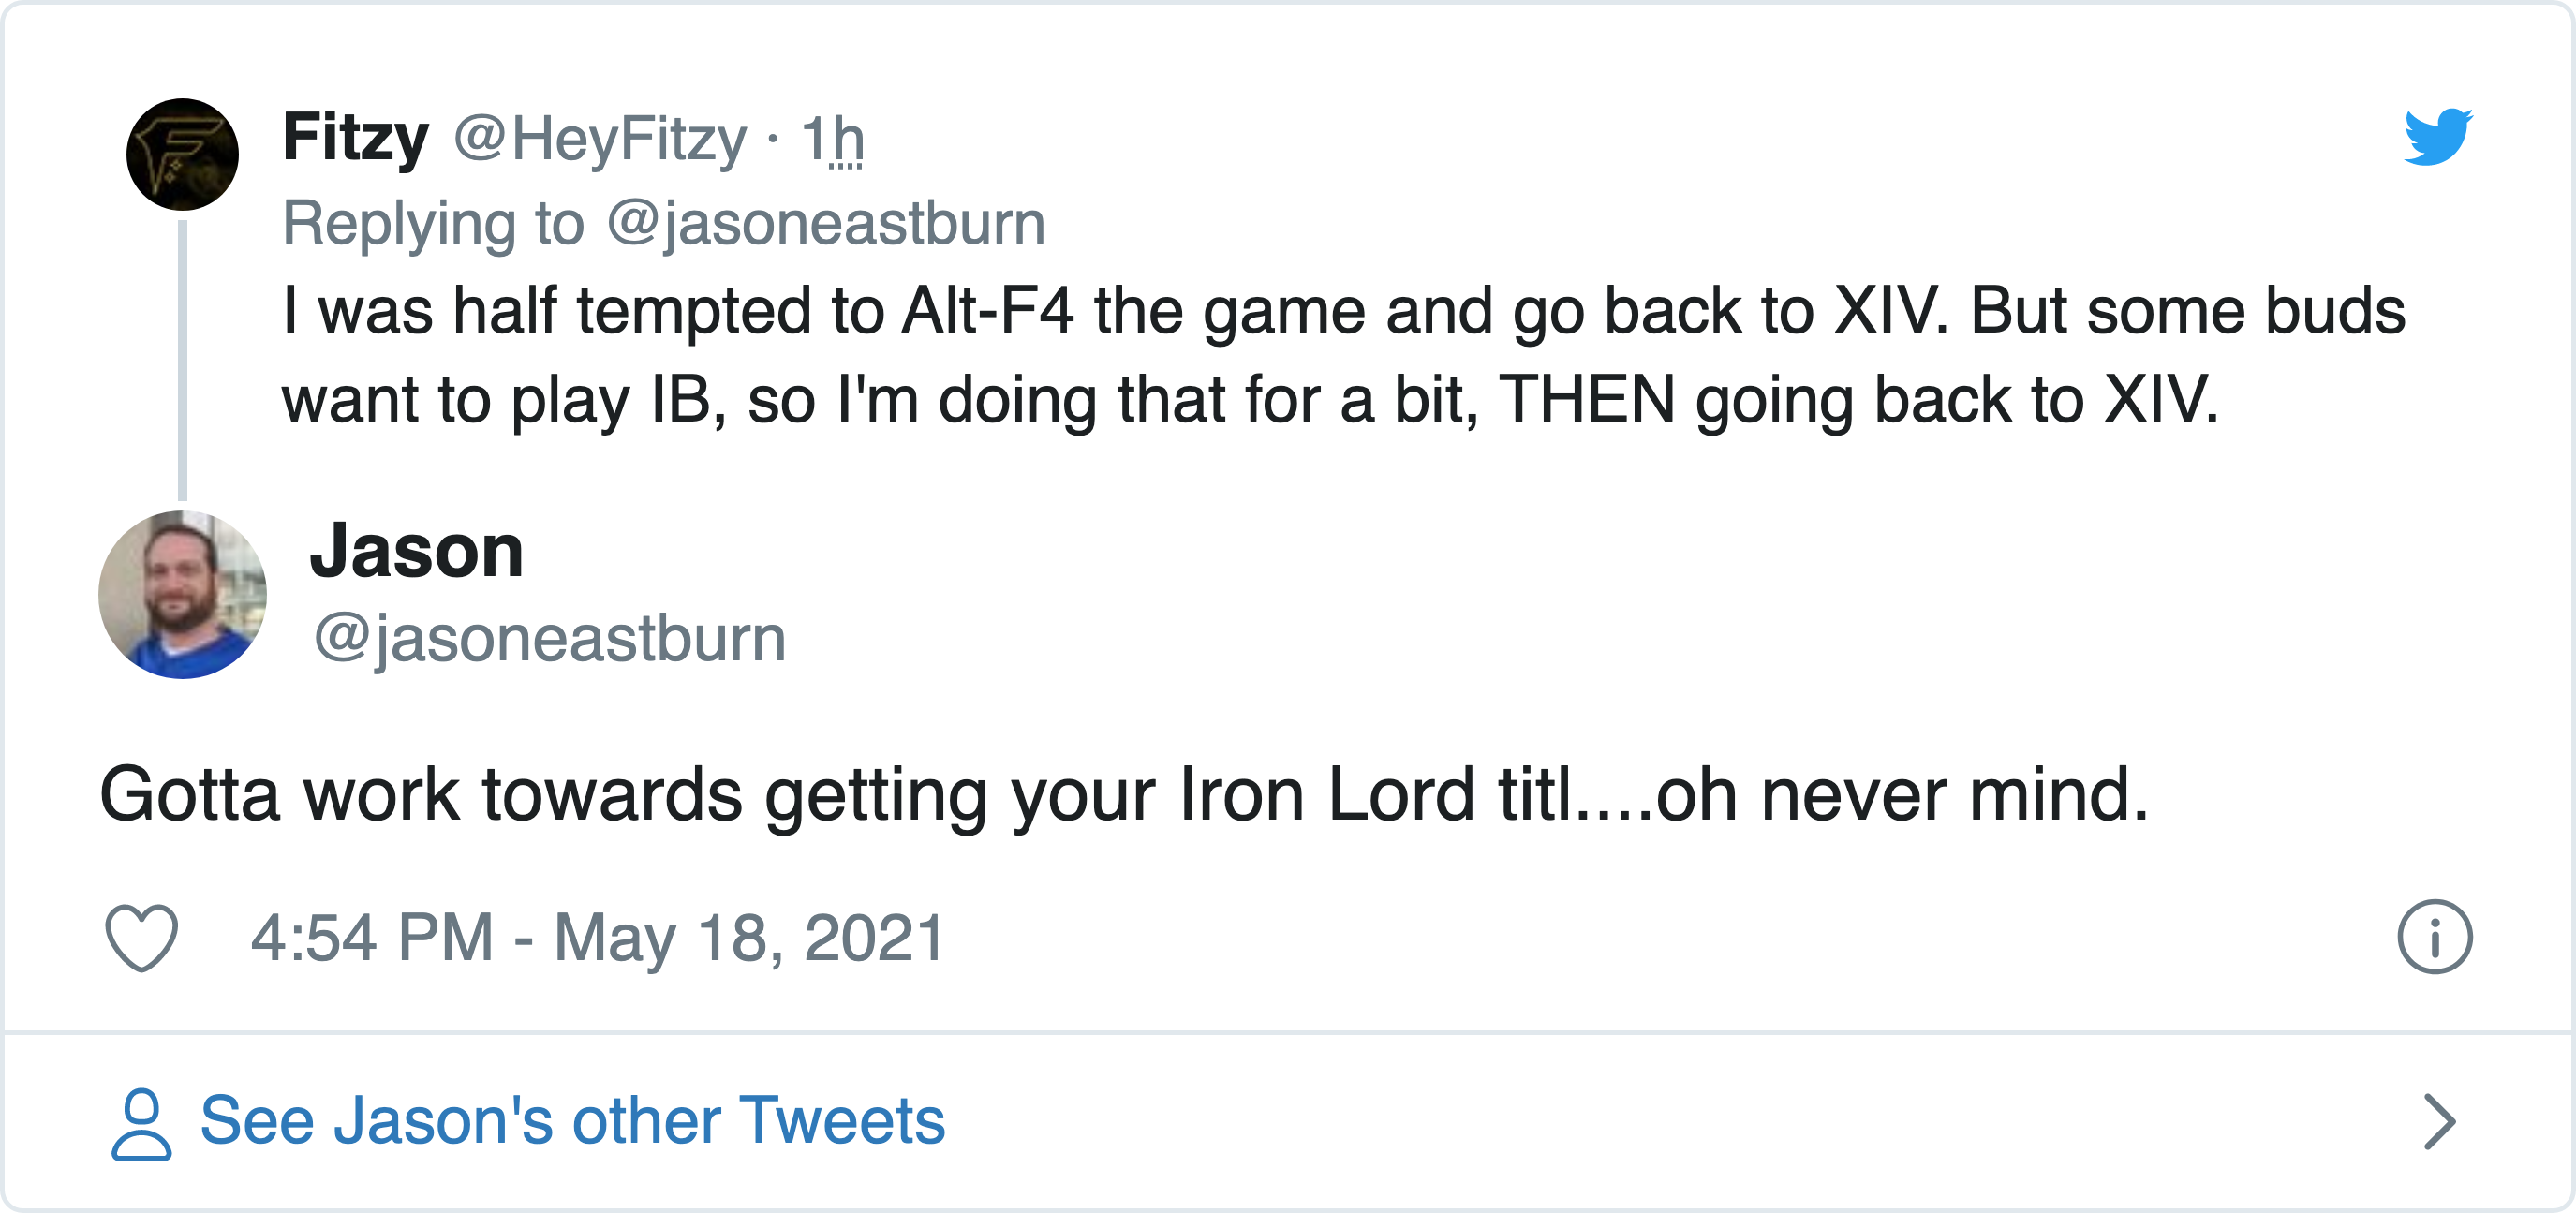 Fitzy @HeyFitzy · 1h
Replying to @jasoneastburn
I was half tempted to Alt-F4 the game and go back to XIV. But some buds
want to play IB, so I'm doing that for a bit, THEN going back to XIV.
Jason
@jasoneastburn
Gotta work towards getting your Iron Lord titl....oh never mind.
4:54 PM - May 18, 2021
See Jason's other Tweets